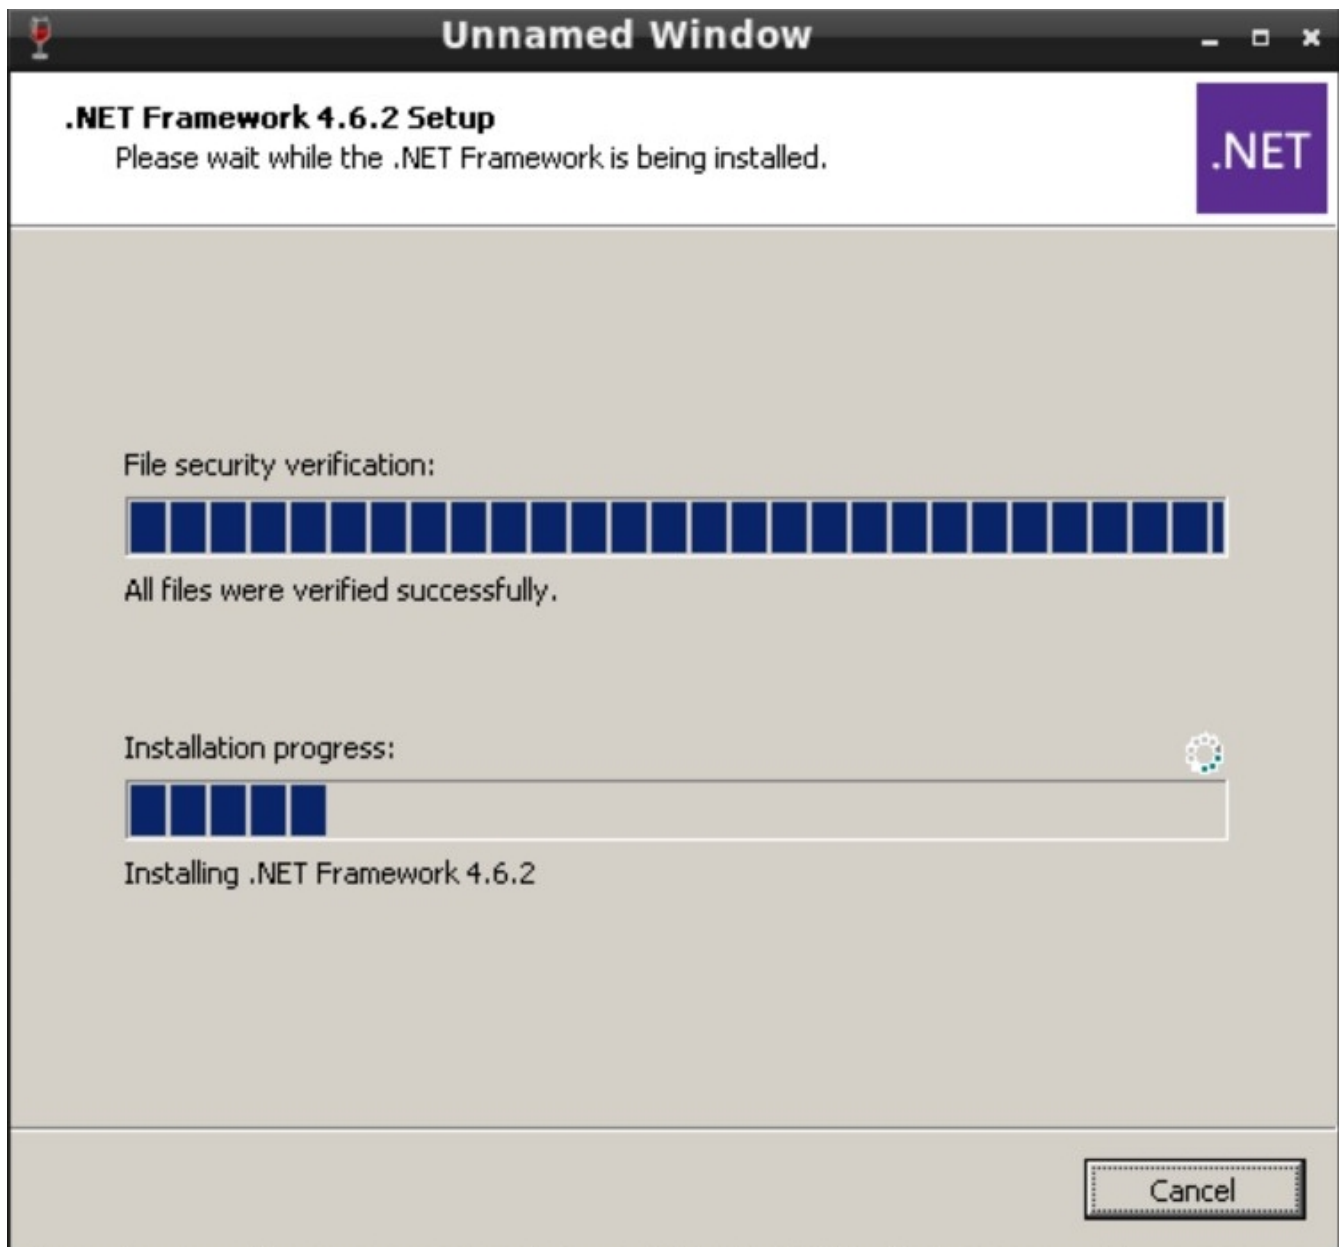 Unnamed Window
.NET Framework 4.6.2 Setup
Please wait while the .NET Framework is being installed.
.NET
File security verification:
All files were verified successfully.
Installation progress:
Installing .NET Framework 4.6.2
Cancel